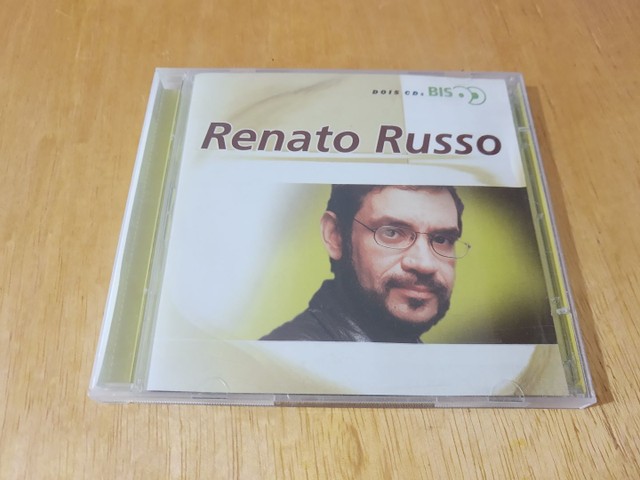 DOIS CDs BIS
Renato Russo